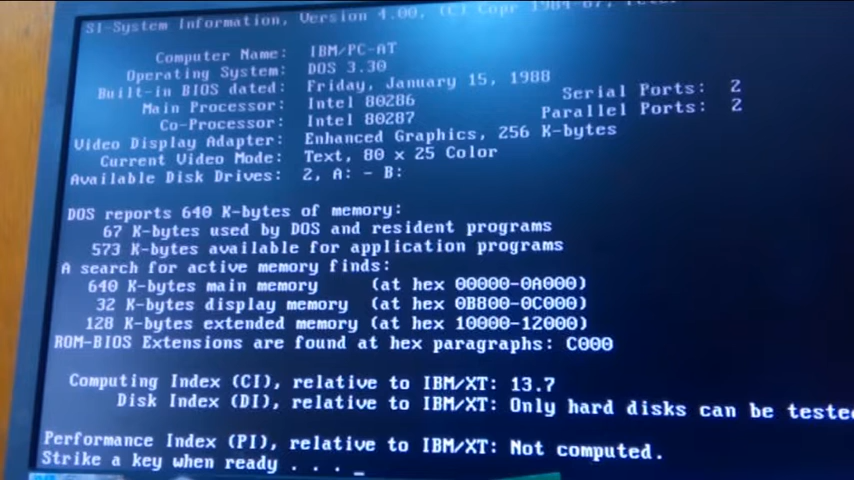 SI-System Information, Version 4.00, (C) Copr 1984-87,
Computer Name: IBM/PC-AT
Operating System: DOS 3.30
Built-in BIOS dated: Friday, January 15, 1988
Main Processor: Intel 80286 Serial Ports: 2
Co-Processor: Intel 80287 Parallel Ports: 2
Video Display Adapter: Enhanced Graphics, 256 K-bytes
Current Video Mode: Text, 80 x 25 Color
Available Disk Drives: 2, A: - B:
DOS reports 640 K-bytes of memory:
67 K-bytes used by DOS and resident programs
573 K-bytes available for application programs
A search for active memory finds:
640 K-bytes main memory (at hex 00000-0A000)
32 K-bytes display memory (at hex 0B800-0C000)
128 K-bytes extended memory (at hex 10000-12000)
ROM-BIOS Extensions are found at hex paragraphs: C000
Computing Index (CI), relative to IBM/XT: 13.7
Disk Index (DI), relative to IBM/XT: Only hard disks can be teste
Performance Index (PI), relative to IBM/XT: Not computed.
Strike a key when ready . . . _